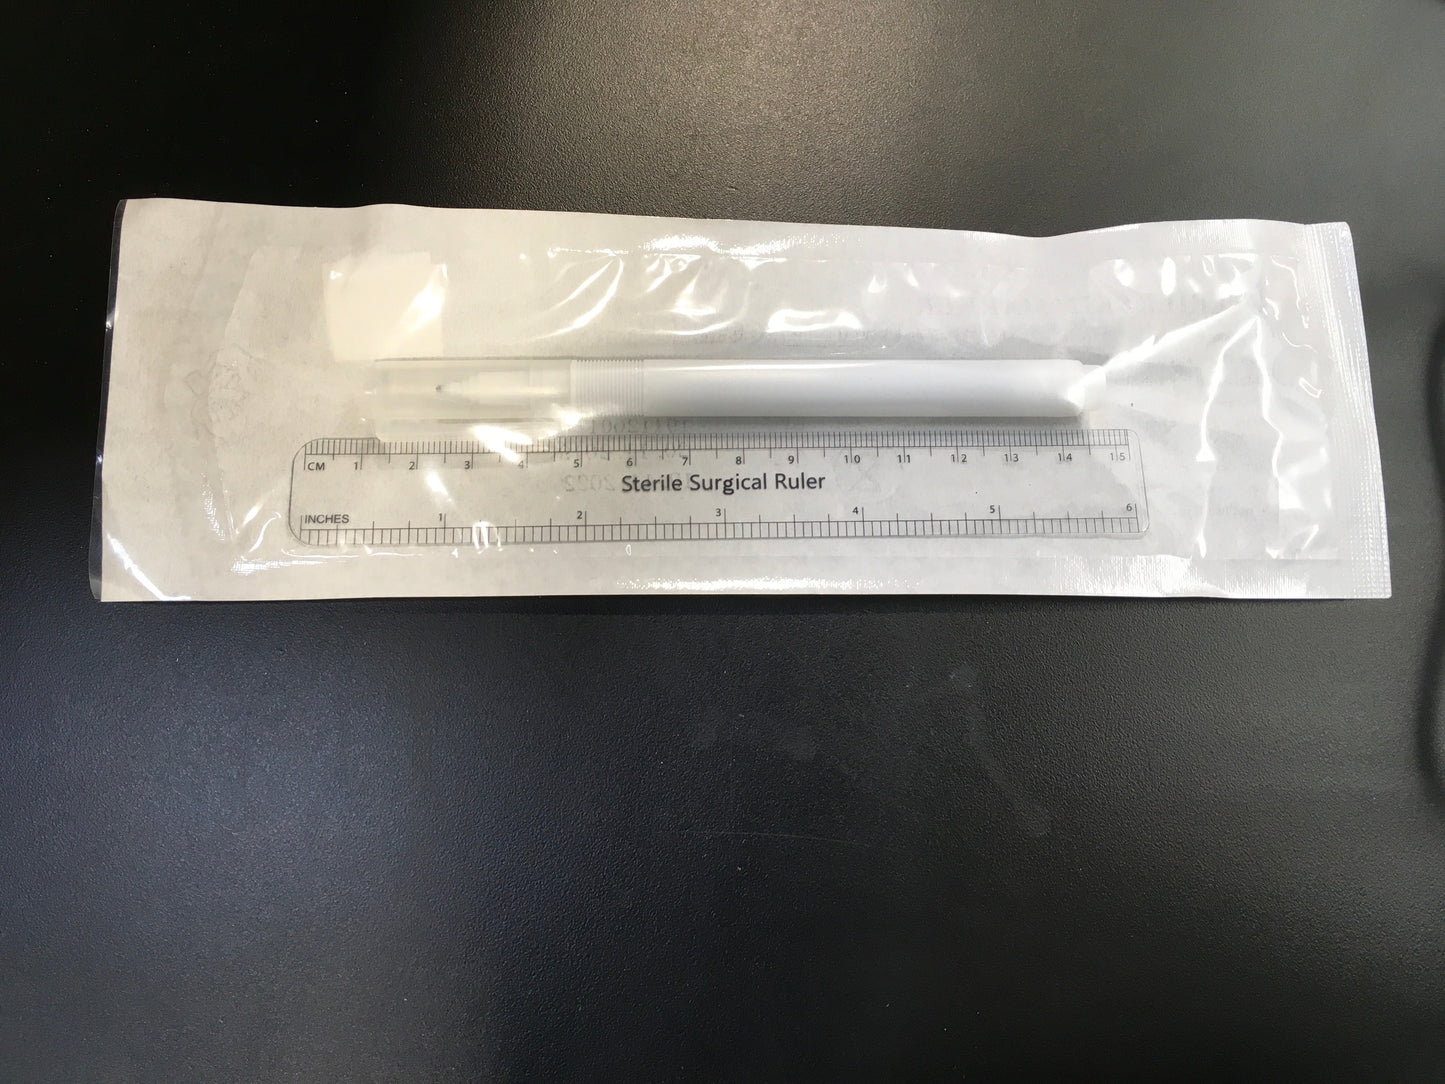 CM 1 2 3 4 5 6 7 8 9 10 11 12 13 14 15
Sterile Surgical Ruler
INCHES 1 2 3 4 5 6